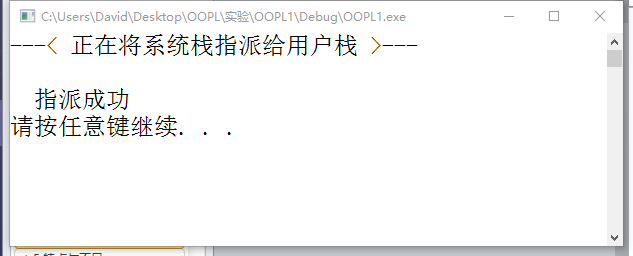 C:\Users\David\Desktop\OOPL\实验\OOPL1\Debug\OOPL1.exe
---< 正在将系统栈指派给用户栈 >---
指派成功
请按任意键继续. . .